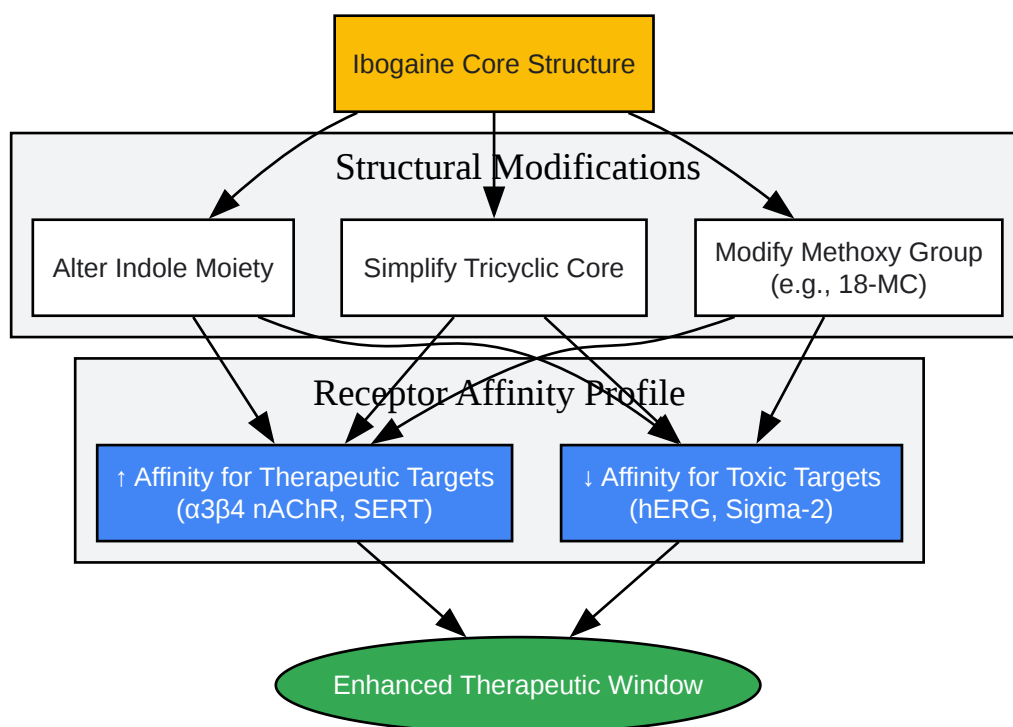 Ibogaine Core Structure
Structural Modifications
Alter Indole Moiety
Simplify Tricyclic Core
Modify Methoxy Group
(e.g., 18-MC)
Receptor Affinity Profile
↑ Affinity for Therapeutic Targets
(α3β4 nAChR, SERT)
↓ Affinity for Toxic Targets
(hERG, Sigma-2)
Enhanced Therapeutic Window